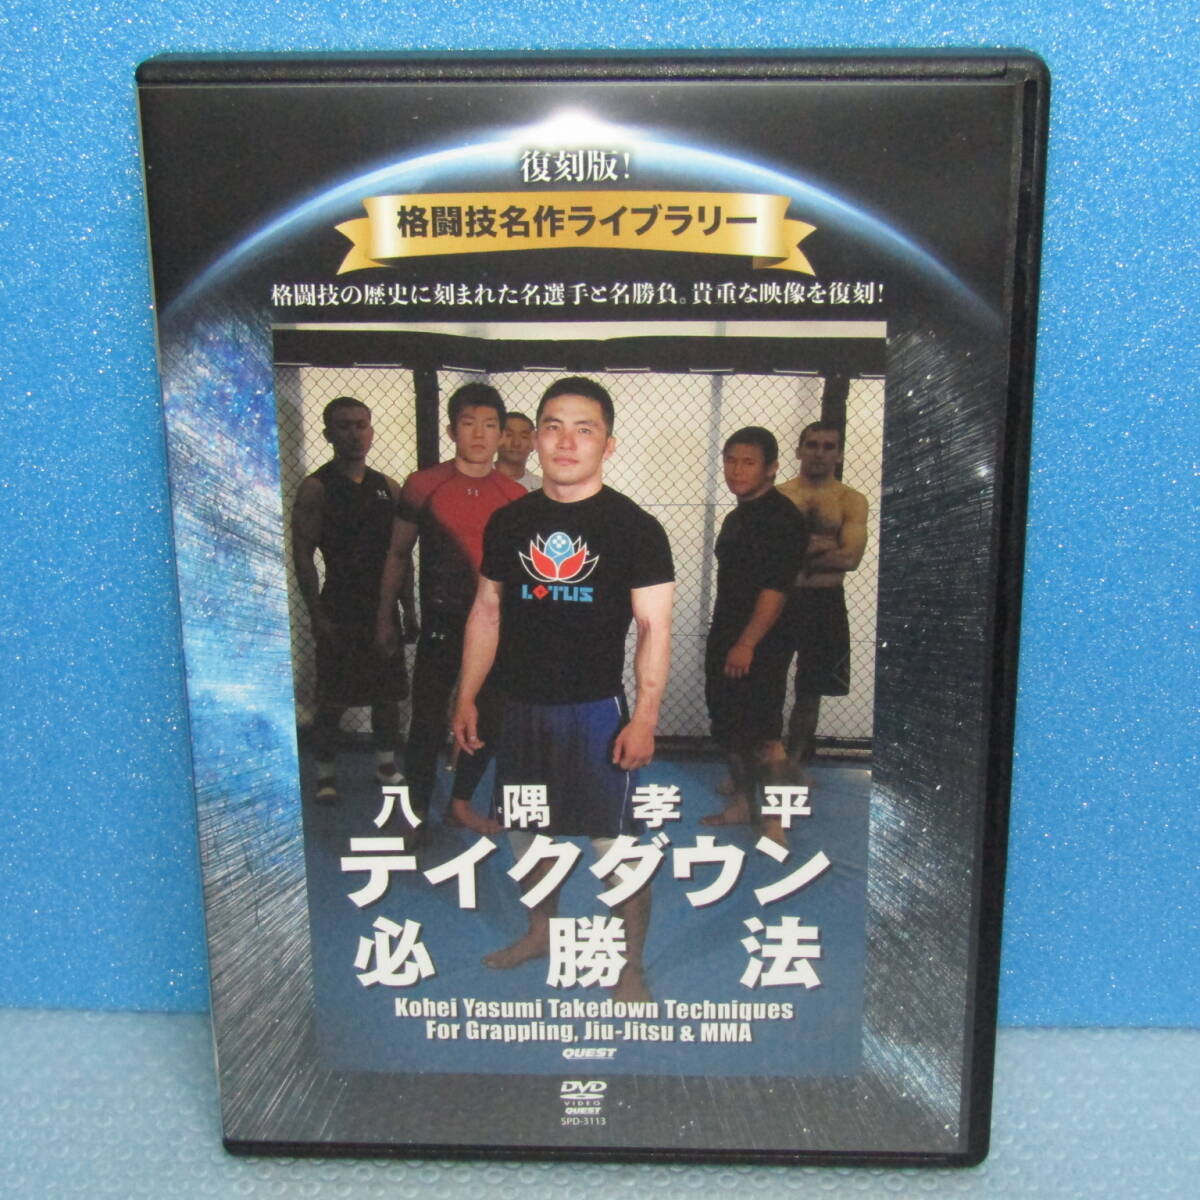 復刻版!
格闘技名作ライブラリー
格闘技の歴史に刻まれた名選手と名勝負。貴重な映像を復刻!
LOTUS
八隅孝平
テイクダウン
必勝法
Kohei Yasumi Takedown Techniques
For Grappling, Jiu-Jitsu & MMA
QUEST
DVD
VIDEO
QUEST
SPD-3113